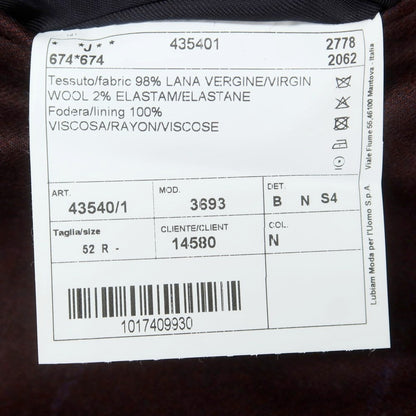 * *J* * 435401 2778
674*674 2062
Tessuto/fabric 98% LANA VERGINE/VIRGIN
WOOL 2% ELASTAM/ELASTANE
Fodera/lining 100%
VISCOSA/RAYON/VISCOSE
ART. MOD. DET.
43540/1 3693 B N S4
Taglia/size CLIENTE/CLIENT COL.
52 R - 14580 N
1017409930
Lubiam Moda per l'Uomo S.p.A
Viale Fiume 55,46100 Mantova - Italia